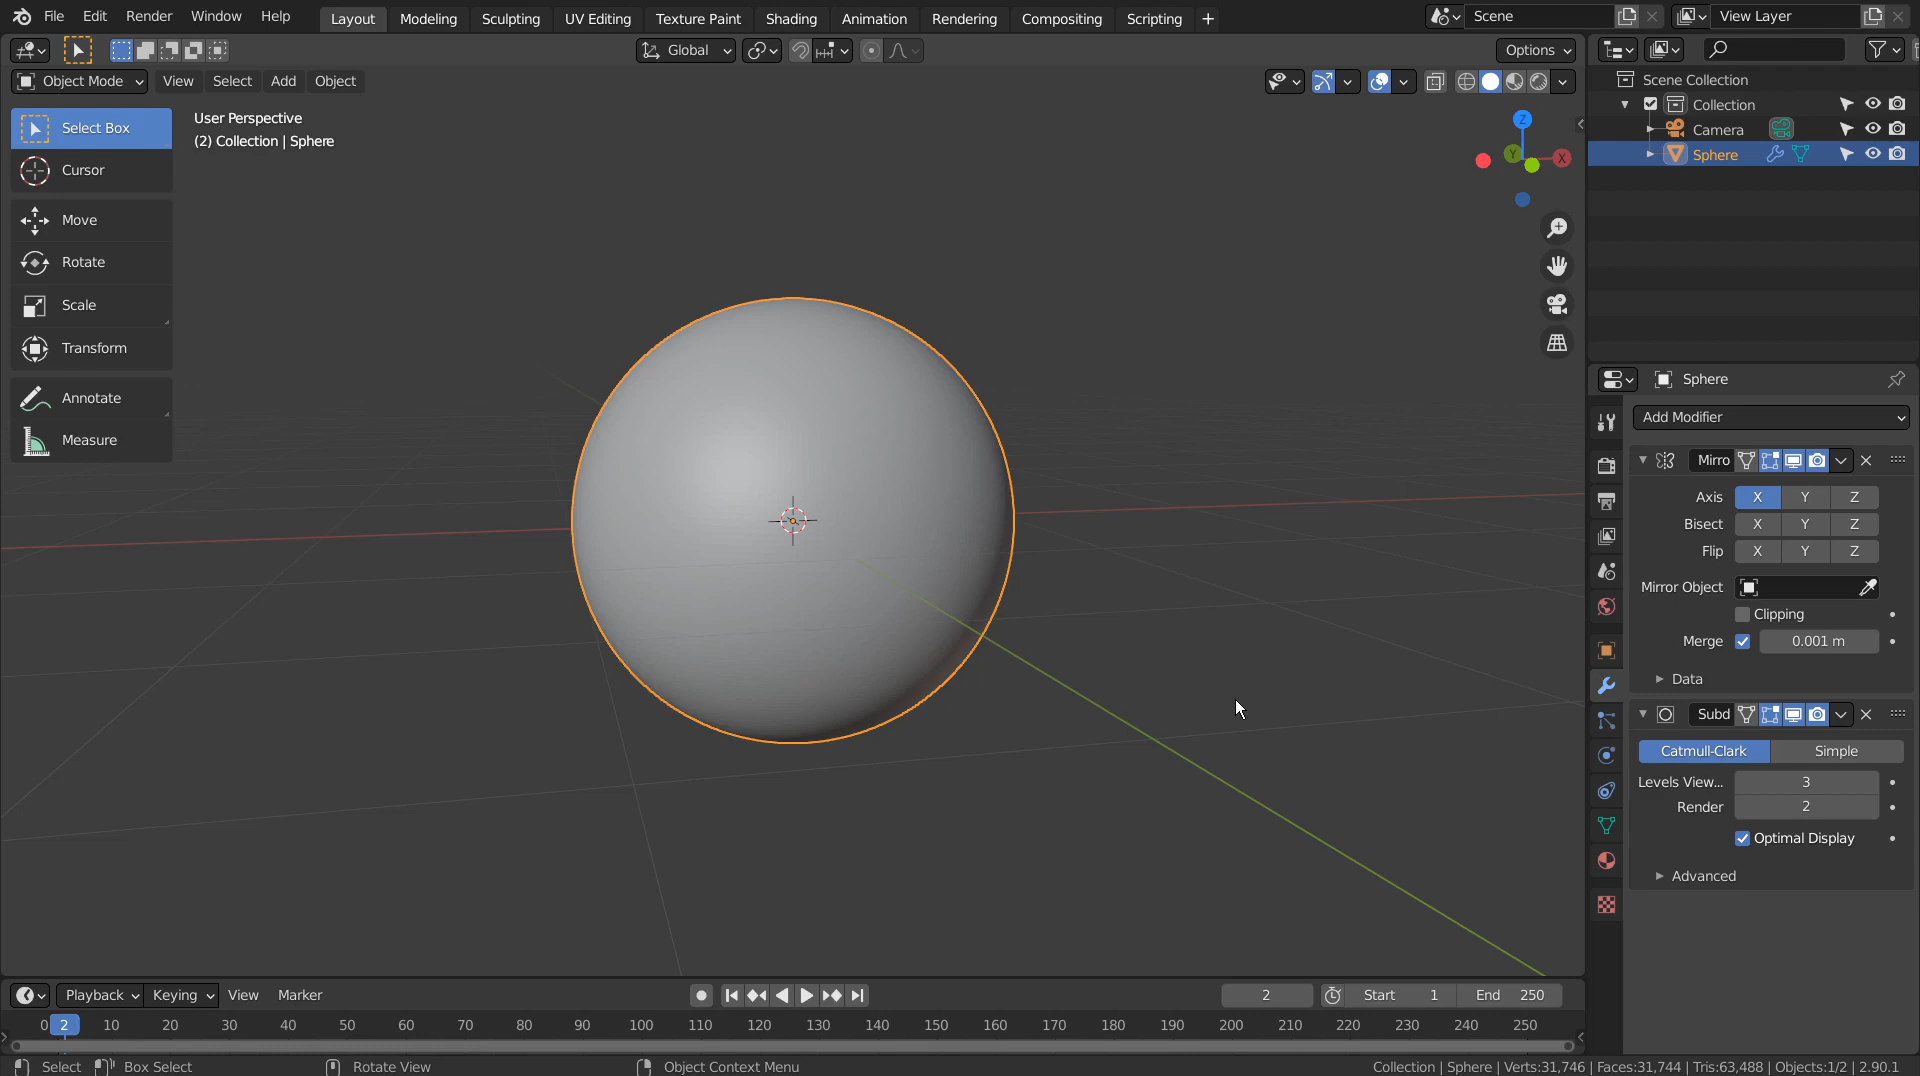 File Edit Render Window Help Layout Modeling Sculpting UV Editing Texture Paint Shading Animation Rendering Compositing Scripting + Scene View Layer
Global Options
Object Mode View Select Add Object
Scene Collection
Collection
Camera
Sphere
User Perspective
(2) Collection | Sphere
Select Box
Cursor
Move
Rotate
Scale
Transform
Annotate
Measure
Z
Y
X
Sphere
Add Modifier
Mirro
Axis X Y Z
Bisect X Y Z
Flip X Y Z
Mirror Object
Clipping
Merge 0.001 m
Data
Subd
Catmull-Clark Simple
Levels View... 3
Render 2
Optimal Display
Advanced
Playback Keying View Marker 2 Start 1 End 250
0 2 10 20 30 40 50 60 70 80 90 100 110 120 130 140 150 160 170 180 190 200 210 220 230 240 250
Select Box Select Rotate View Object Context Menu Collection | Sphere | Verts:31,746 | Faces:31,744 | Tris:63,488 | Objects:1/2 | 2.90.1